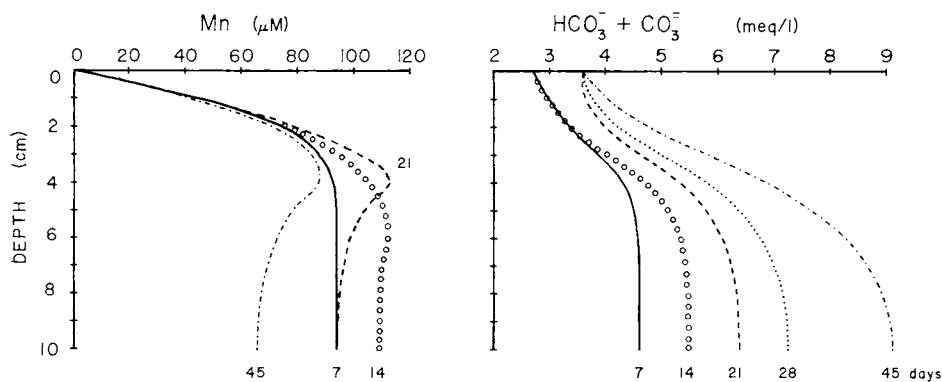 Mn (μM)
0 20 40 60 80 100 120
0
2
4
6
8
10
DEPTH (cm)
21
45 7 14
HCO₃⁻ + CO₃⁼ (meq/l)
2 3 4 5 6 7 8 9
7 14 21 28 45 days